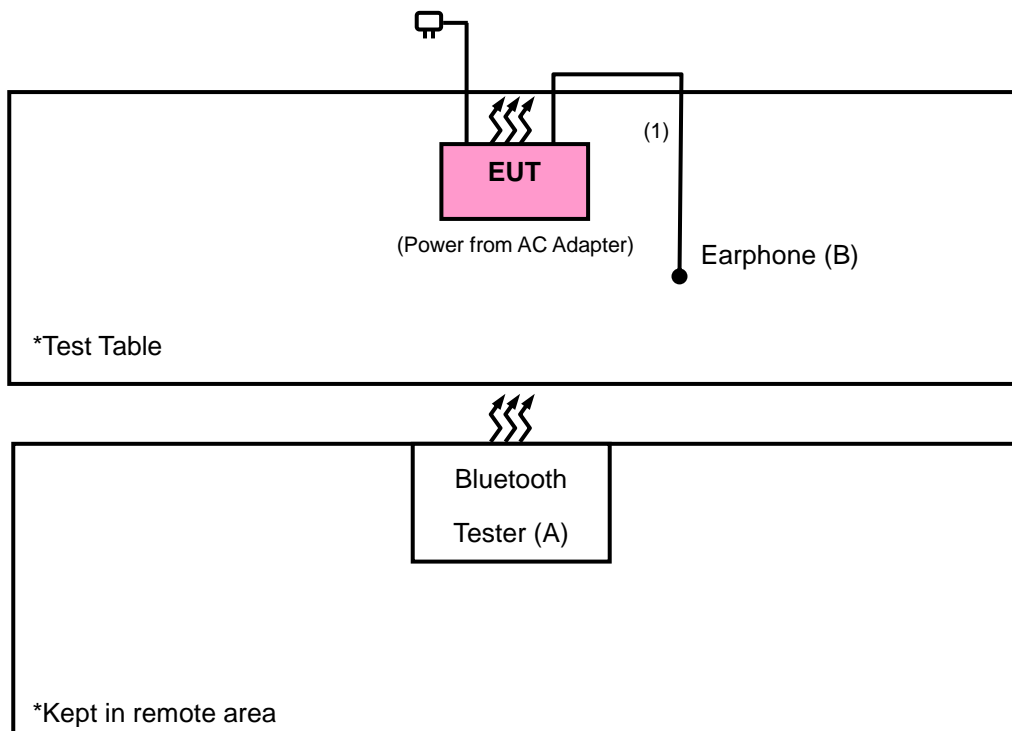 (1)
EUT
(Power from AC Adapter)
Earphone (B)
*Test Table
Bluetooth
Tester (A)
*Kept in remote area